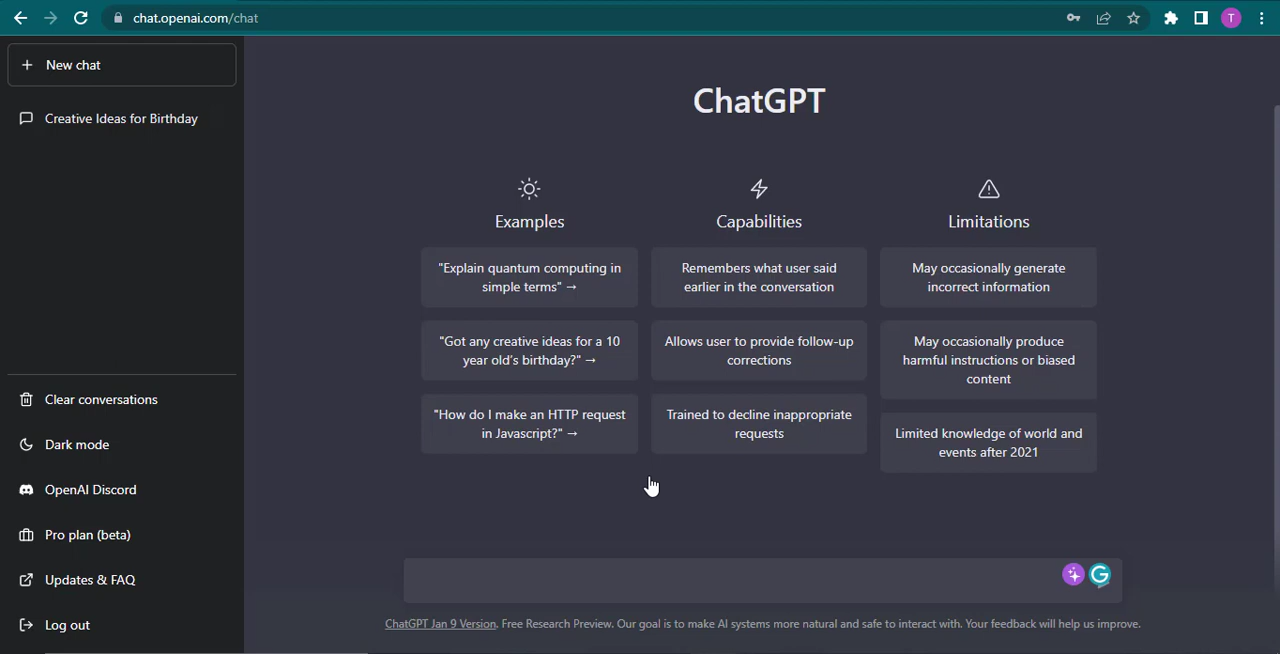 chat.openai.com/chat
T
New chat
Creative Ideas for Birthday
Clear conversations
Dark mode
OpenAI Discord
Pro plan (beta)
Updates & FAQ
Log out
ChatGPT
Examples
"Explain quantum computing in
simple terms" →
"Got any creative ideas for a 10
year old's birthday?" →
"How do I make an HTTP request
in Javascript?" →
Capabilities
Remembers what user said
earlier in the conversation
Allows user to provide follow-up
corrections
Trained to decline inappropriate
requests
Limitations
May occasionally generate
incorrect information
May occasionally produce
harmful instructions or biased
content
Limited knowledge of world and
events after 2021
ChatGPT Jan 9 Version. Free Research Preview. Our goal is to make AI systems more natural and safe to interact with. Your feedback will help us improve.